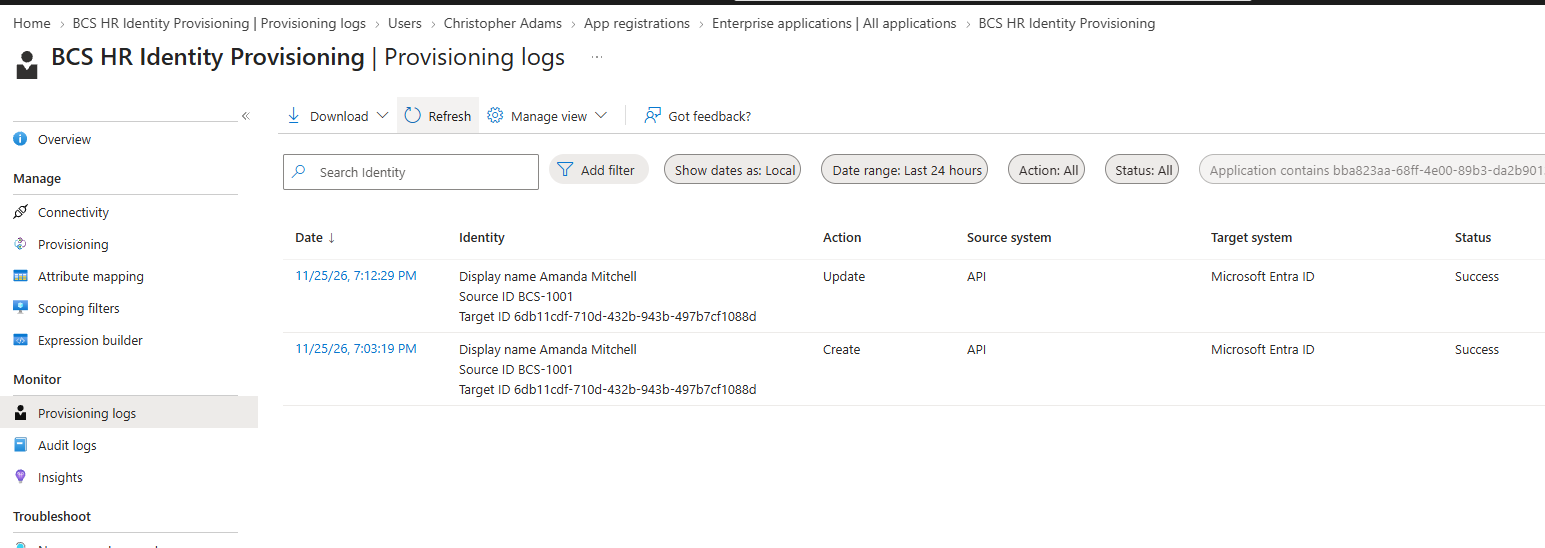 Home > BCS HR Identity Provisioning | Provisioning logs > Users > Christopher Adams > App registrations > Enterprise applications | All applications > BCS HR Identity Provisioning
BCS HR Identity Provisioning | Provisioning logs ...
«
Download Refresh Manage view Got feedback?
Search Identity
Add filter Show dates as: Local Date range: Last 24 hours Action: All Status: All Application contains bba823aa-68ff-4e00-89b3-da2b901
Overview
Manage
Connectivity
Provisioning
Attribute mapping
Scoping filters
Expression builder
Monitor
Provisioning logs
Audit logs
Insights
Troubleshoot
Date ↓ Identity Action Source system Target system Status
11/25/26, 7:12:29 PM Display name Amanda Mitchell Update API Microsoft Entra ID Success
Source ID BCS-1001
Target ID 6db11cdf-710d-432b-943b-497b7cf1088d
11/25/26, 7:03:19 PM Display name Amanda Mitchell Create API Microsoft Entra ID Success
Source ID BCS-1001
Target ID 6db11cdf-710d-432b-943b-497b7cf1088d